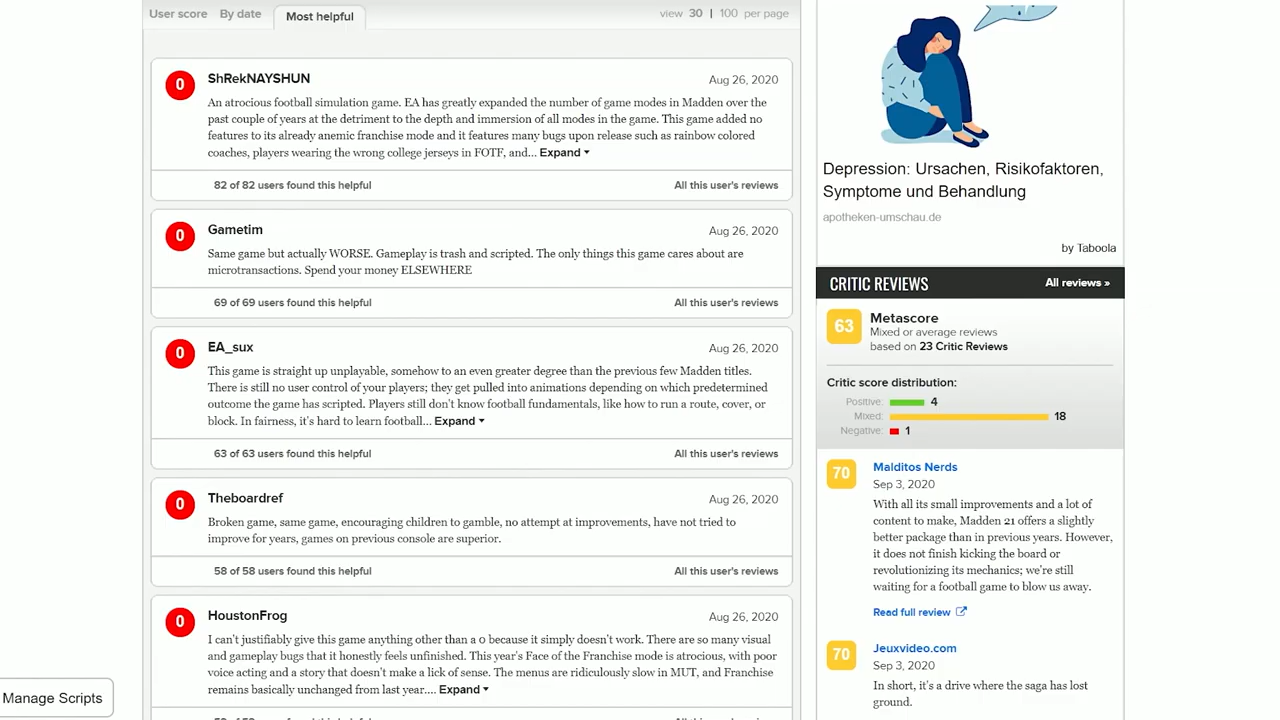 User score By date Most helpful view 30 | 100 per page
0 ShRekNAYSHUN Aug 26, 2020
An atrocious football simulation game. EA has greatly expanded the number of game modes in Madden over the
past couple of years at the detriment to the depth and immersion of all modes in the game. This game added no
features to its already anemic franchise mode and it features many bugs upon release such as rainbow colored
coaches, players wearing the wrong college jerseys in FOTF, and... Expand
82 of 82 users found this helpful All this user's reviews
0 Gametim Aug 26, 2020
Same game but actually WORSE. Gameplay is trash and scripted. The only things this game cares about are
microtransactions. Spend your money ELSEWHERE
69 of 69 users found this helpful All this user's reviews
0 EA_sux Aug 26, 2020
This game is straight up unplayable, somehow to an even greater degree than the previous few Madden titles.
There is still no user control of your players; they get pulled into animations depending on which predetermined
outcome the game has scripted. Players still don't know football fundamentals, like how to run a route, cover, or
block. In fairness, it's hard to learn football... Expand
63 of 63 users found this helpful All this user's reviews
0 Theboardref Aug 26, 2020
Broken game, same game, encouraging children to gamble, no attempt at improvements, have not tried to
improve for years, games on previous console are superior.
58 of 58 users found this helpful All this user's reviews
0 HoustonFrog Aug 26, 2020
I can't justifiably give this game anything other than a 0 because it simply doesn't work. There are so many visual
and gameplay bugs that it honestly feels unfinished. This year's Face of the Franchise mode is atrocious, with poor
voice acting and a story that doesn't make a lick of sense. The menus are ridiculously slow in MUT, and Franchise
remains basically unchanged from last year.... Expand
Manage Scripts
Depression: Ursachen, Risikofaktoren,
Symptome und Behandlung
apotheken-umschau.de
by Taboola
CRITIC REVIEWS All reviews »
63 Metascore
Mixed or average reviews
based on 23 Critic Reviews
Critic score distribution:
Positive: 4
Mixed: 18
Negative: 1
70 Malditos Nerds
Sep 3, 2020
With all its small improvements and a lot of
content to make, Madden 21 offers a slightly
better package than in previous years. However,
it does not finish kicking the board or
revolutionizing its mechanics; we're still
waiting for a football game to blow us away.
Read full review
70 Jeuxvideo.com
Sep 3, 2020
In short, it's a drive where the saga has lost
ground.